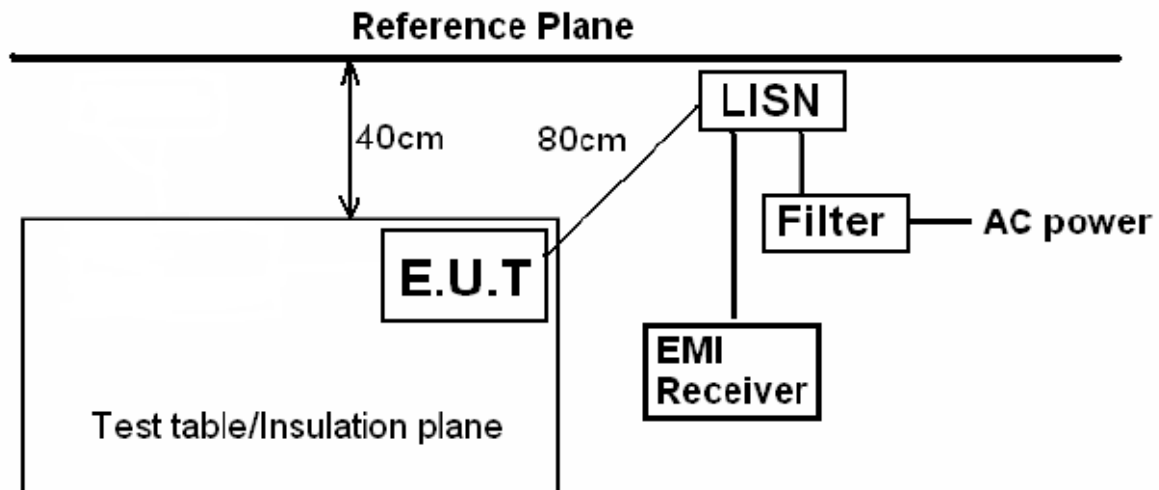 Reference Plane
LISN
40cm
80cm
Filter
AC power
E.U.T
EMI
Receiver
Test table/Insulation plane